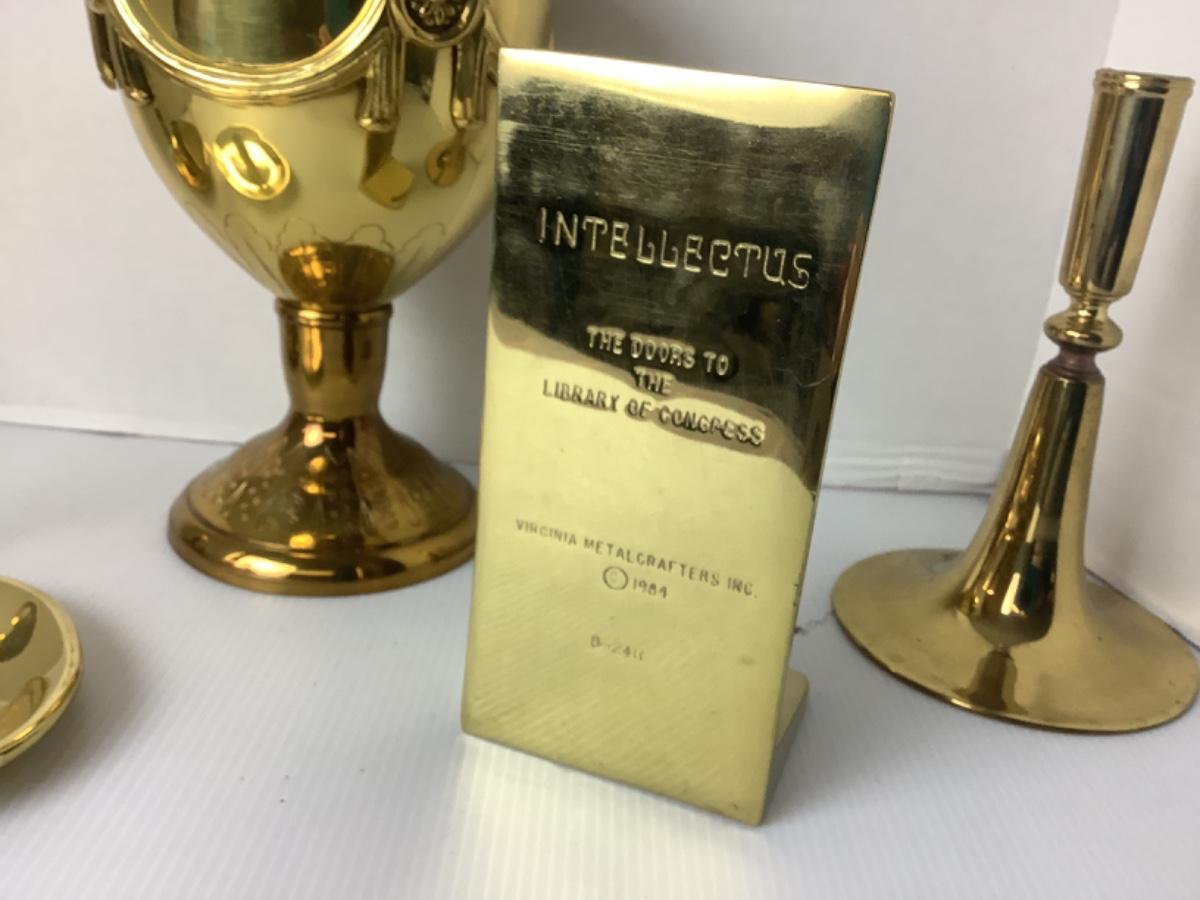 INTELLECTUS
THE DOORS TO
THE
LIBRARY OF CONGRESS
VIRGINIA METALCRAFTERS INC.
© 1984